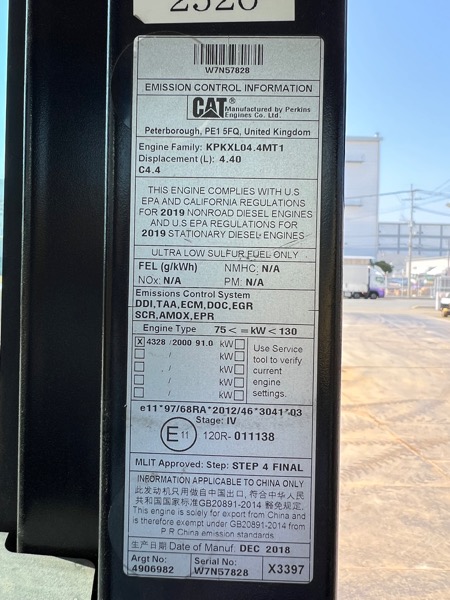 2320
W7N57828
EMISSION CONTROL INFORMATION
CAT® Manufactured by Perkins
Engines Co. Ltd.
Peterborough, PE1 5FQ, United Kingdom
Engine Family: KPKXL04.4MT1
Displacement (L): 4.40
C4.4
THIS ENGINE COMPLIES WITH U.S
EPA AND CALIFORNIA REGULATIONS
FOR 2019 NONROAD DIESEL ENGINES
AND U.S EPA REGULATIONS FOR
2019 STATIONARY DIESEL ENGINES
ULTRA LOW SULFUR FUEL ONLY
FEL (g/kWh) NMHC: N/A
NOx: N/A PM: N/A
Emissions Control System
DDI,TAA,ECM,DOC,EGR
SCR,AMOX,EPR
Engine Type 75 < = kW < 130
X 4328 / 2000 91.0 kW
/ kW
/ kW
/ kW
/ kW
Use Service
tool to verify
current
engine
settings.
e11*97/68RA*2012/46*3041*03
Stage: IV
E11 120R- 011138
MLIT Approved: Step: STEP 4 FINAL
INFORMATION APPLICABLE TO CHINA ONLY
此发动机只用做自中国出口,符合中华人民
共和国国家标准GB20891-2014 豁免规定.
This engine is solely for export from China and
is therefore exempt under GB20891-2014 from
P.R.China emission standards.
生产日期 Date of Manuf: DEC 2018
Argt No: Serial No:
4906982 W7N57828 X3397